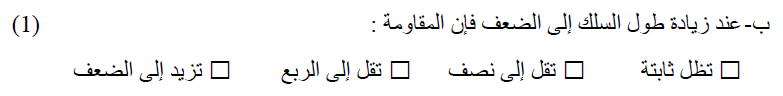 ب- عند زيادة طول السلك إلى الضعف فإن المقاومة : (1)
□ تظل ثابتة □ تقل إلى نصف □ تقل إلى الربع □ تزيد إلى الضعف